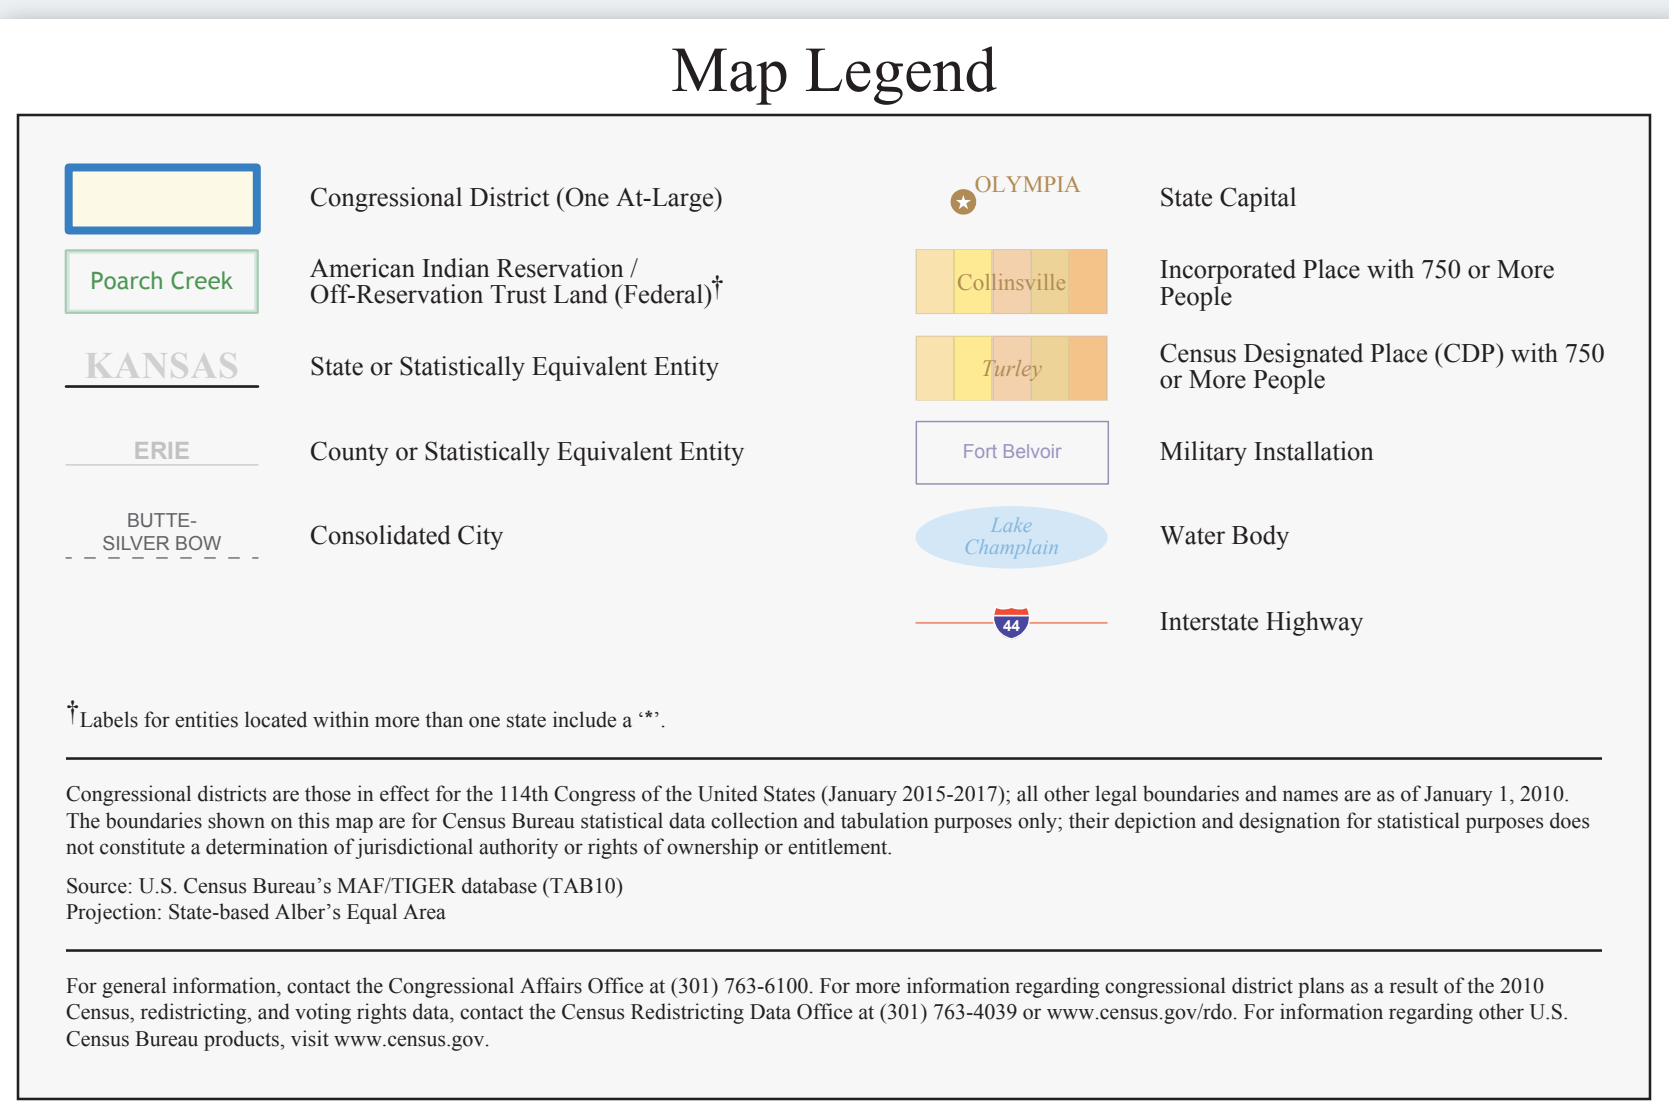 Map Legend
Congressional District (One At-Large)
Poarch Creek
American Indian Reservation /
Off-Reservation Trust Land (Federal)†
KANSAS
State or Statistically Equivalent Entity
ERIE
County or Statistically Equivalent Entity
BUTTE-
SILVER BOW
Consolidated City
OLYMPIA
State Capital
Collinsville
Incorporated Place with 750 or More
People
Turley
Census Designated Place (CDP) with 750
or More People
Fort Belvoir
Military Installation
Lake
Champlain
Water Body
44
Interstate Highway
†Labels for entities located within more than one state include a ‘*’.
Congressional districts are those in effect for the 114th Congress of the United States (January 2015-2017); all other legal boundaries and names are as of January 1, 2010.
The boundaries shown on this map are for Census Bureau statistical data collection and tabulation purposes only; their depiction and designation for statistical purposes does
not constitute a determination of jurisdictional authority or rights of ownership or entitlement.
Source: U.S. Census Bureau’s MAF/TIGER database (TAB10)
Projection: State-based Alber’s Equal Area
For general information, contact the Congressional Affairs Office at (301) 763-6100. For more information regarding congressional district plans as a result of the 2010
Census, redistricting, and voting rights data, contact the Census Redistricting Data Office at (301) 763-4039 or www.census.gov/rdo. For information regarding other U.S.
Census Bureau products, visit www.census.gov.